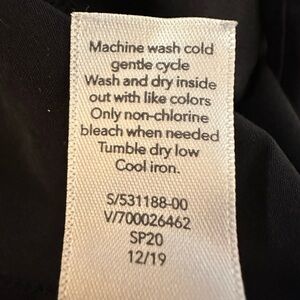 Machine wash cold
gentle cycle
Wash and dry inside
out with like colors
Only non-chlorine
bleach when needed
Tumble dry low
Cool iron.
S/531188-00
V/700026462
SP20
12/19